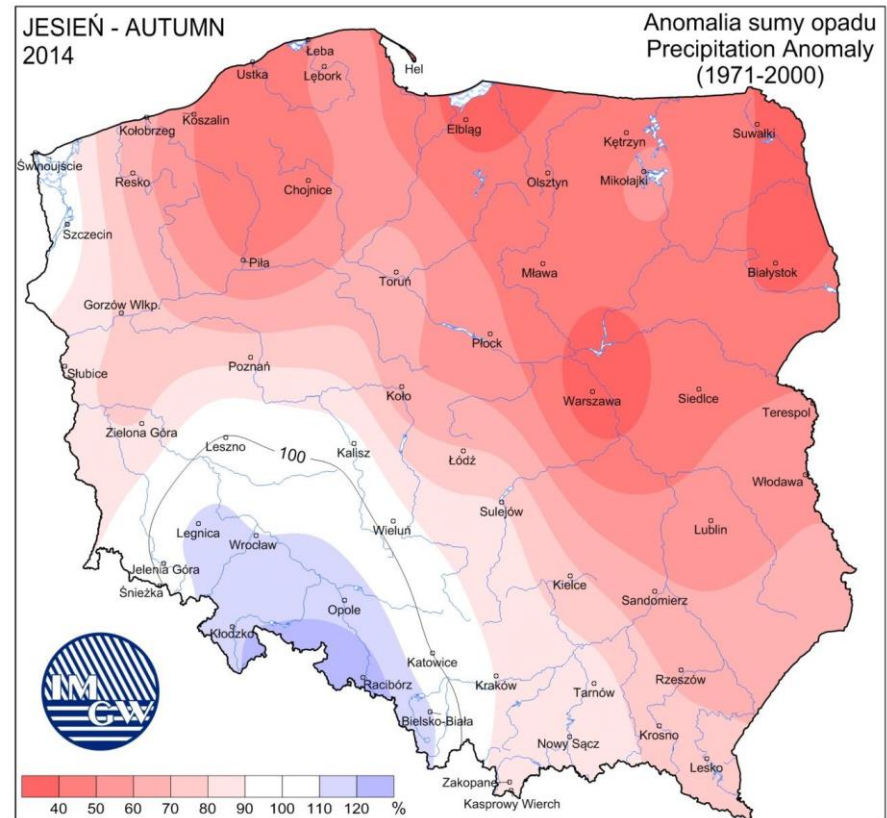 JESIEŃ - AUTUMN
2014
Anomalia sumy opadu
Precipitation Anomaly
(1971-2000)
Łeba
Ustka
Lębork
Hel
Koszalin
Kołobrzeg
Elbląg
Kętrzyn
Suwałki
Świnoujście
Resko
Chojnice
Olsztyn
Mikołajki
Szczecin
Piła
Toruń
Mława
Białystok
Gorzów Wlkp.
Płock
Słubice
Poznań
Koło
Warszawa
Siedlce
Terespol
Zielona Góra
Leszno
100
Kalisz
Łódź
Włodawa
Sulejów
Legnica
Wrocław
Wieluń
Lublin
Jelenia Góra
Śnieżka
Kielce
Sandomierz
Opole
Kłodzko
Katowice
Racibórz
Kraków
Tarnów
Rzeszów
Bielsko-Biała
Nowy Sącz
Krosno
Lesko
Zakopane
Kasprowy Wierch
IM
GW
40 50 60 70 80 90 100 110 120 %